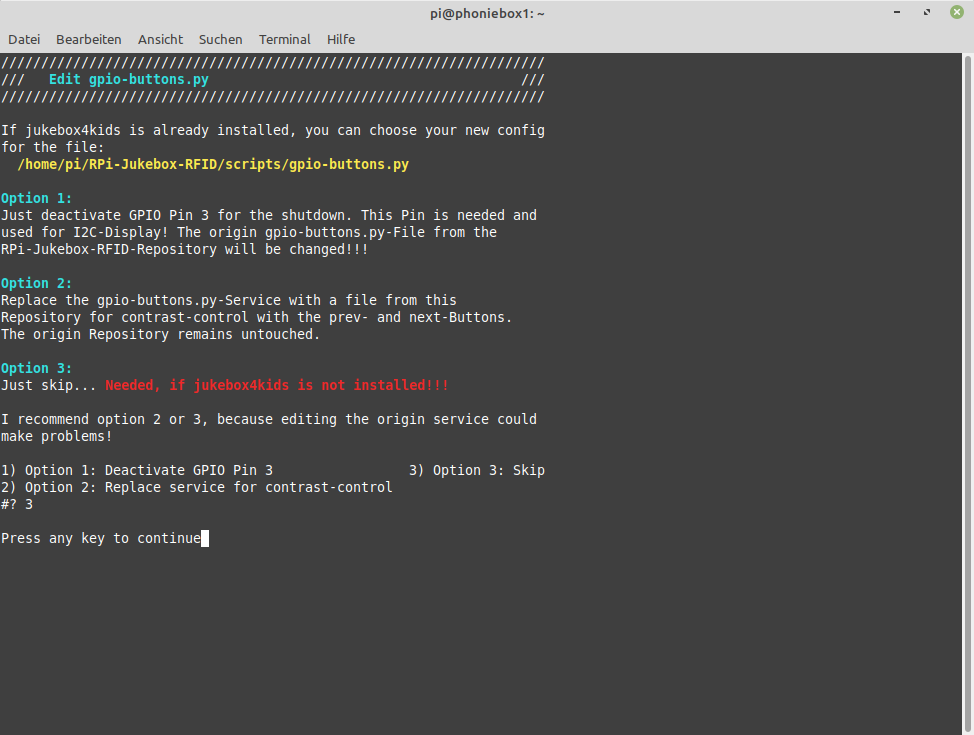 pi@phoniebox1: ~
Datei Bearbeiten Ansicht Suchen Terminal Hilfe
////////////////////////////////////////////////////////////////////
///   Edit gpio-buttons.py                                       ///
////////////////////////////////////////////////////////////////////
If jukebox4kids is already installed, you can choose your new config
for the file:
/home/pi/RPi-Jukebox-RFID/scripts/gpio-buttons.py
Option 1:
Just deactivate GPIO Pin 3 for the shutdown. This Pin is needed and
used for I2C-Display! The origin gpio-buttons.py-File from the
RPi-Jukebox-RFID-Repository will be changed!!!
Option 2:
Replace the gpio-buttons.py-Service with a file from this
Repository for contrast-control with the prev- and next-Buttons.
The origin Repository remains untouched.
Option 3:
Just skip... Needed, if jukebox4kids is not installed!!!
I recommend option 2 or 3, because editing the origin service could
make problems!
1) Option 1: Deactivate GPIO Pin 3                 3) Option 3: Skip
2) Option 2: Replace service for contrast-control
#? 3
Press any key to continue